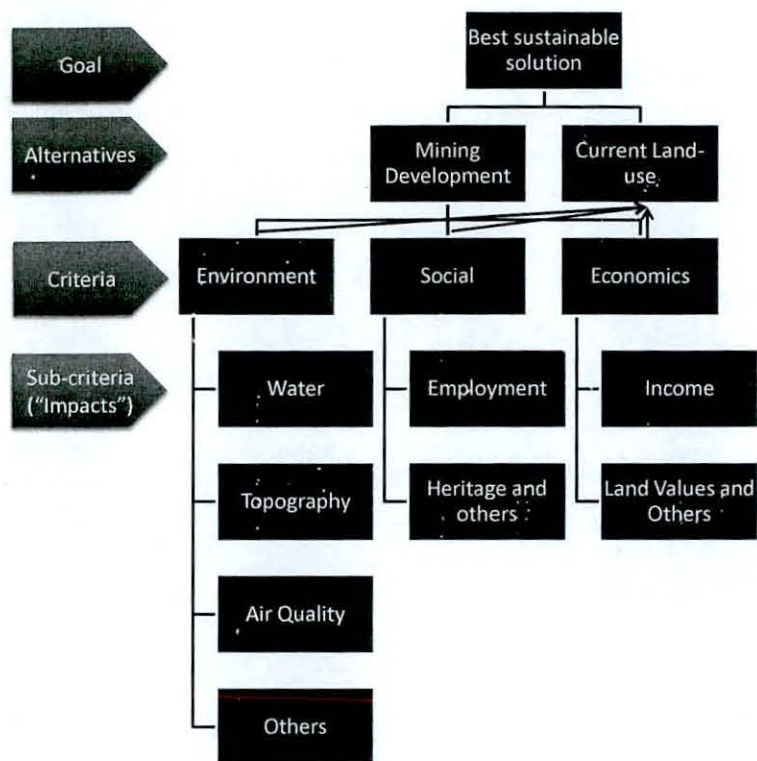 Goal
Best sustainable
solution
Alternatives
Mining
Development
Current Land-
use
Criteria
Environment
Social
Economics
Sub-criteria
("Impacts")
Water
Employment
Income
Topography
Heritage and
others
Land Values and
Others
Air Quality
Others